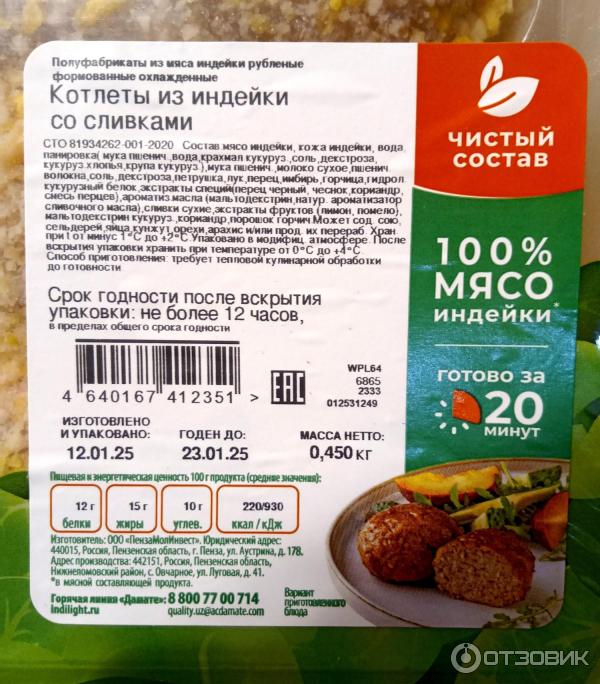 Полуфабрикаты из мяса индейки рубленые
формованные охлажденные
Котлеты из индейки
со сливками
СТО 81934262-001-2020 Состав:мясо индейки, кожа индейки, вода,
панировка( мука пшенич.,вода,крахмал кукуруз.,соль,декстроза,
кукуруз.хлопья,крупа кукуруз.),мука пшенич.,молоко сухое,пшенич.
волокна,соль,декстроза,петрушка,лук,перец,имбирь,горчица,гидрол.
кукурузный белок,экстракты специй(перец черный, чеснок,кориандр,
смесь перцев),ароматиз.масла (мальтодекстрин,натур. ароматизатор
сливочного масла),сливки сухие,экстракты фруктов (лимон, помело),
мальтодекстрин кукуруз.,кориандр,порошок горчич.Может сод. сою,
сельдерей,яйца,кунжут,орехи,арахис и/или прод. их перераб. Хран.
при t от минус 1°С до +2°С.Упаковано в модифиц. атмосфере. После
вскрытия упаковки хранить при температуре от 0°С до +4°С.
Способ приготовления: требует тепловой кулинарной обработки
до готовности.
Срок годности после вскрытия
упаковки: не более 12 часов,
в пределах общего срока годности
4 640167 412351 >
EAC
WPL64
6865
2333
012531249
ИЗГОТОВЛЕНО
И УПАКОВАНО:
12.01.25
ГОДЕН ДО:
23.01.25
МАССА НЕТТО:
0,450 кг
Пищевая и энергетическая ценность 100 г продукта (средние значения):
12 г
белки
15 г
жиры
10 г
углев.
220/930
ккал / кДж
Изготовитель: ООО «ПензаМолИнвест». Юридический адрес:
440015, Россия, Пензенская область, г. Пенза, ул. Аустрина, д. 178.
Адрес производства: 442151, Россия, Пензенская область,
Нижнеломовский район, с. Овчарное, ул. Луговая, д. 41.
*в мясной составляющей продукта.
Горячая линия «Дамате»: 8 800 77 00 714
indilight.ru quality.uz@acdamate.com
Вариант
приготовленного
блюда
ЧИСТЫЙ
СОСТАВ
100%
МЯСО
ИНДЕЙКИ*
ГОТОВО ЗА
20
МИНУТ
ОТЗОВИК